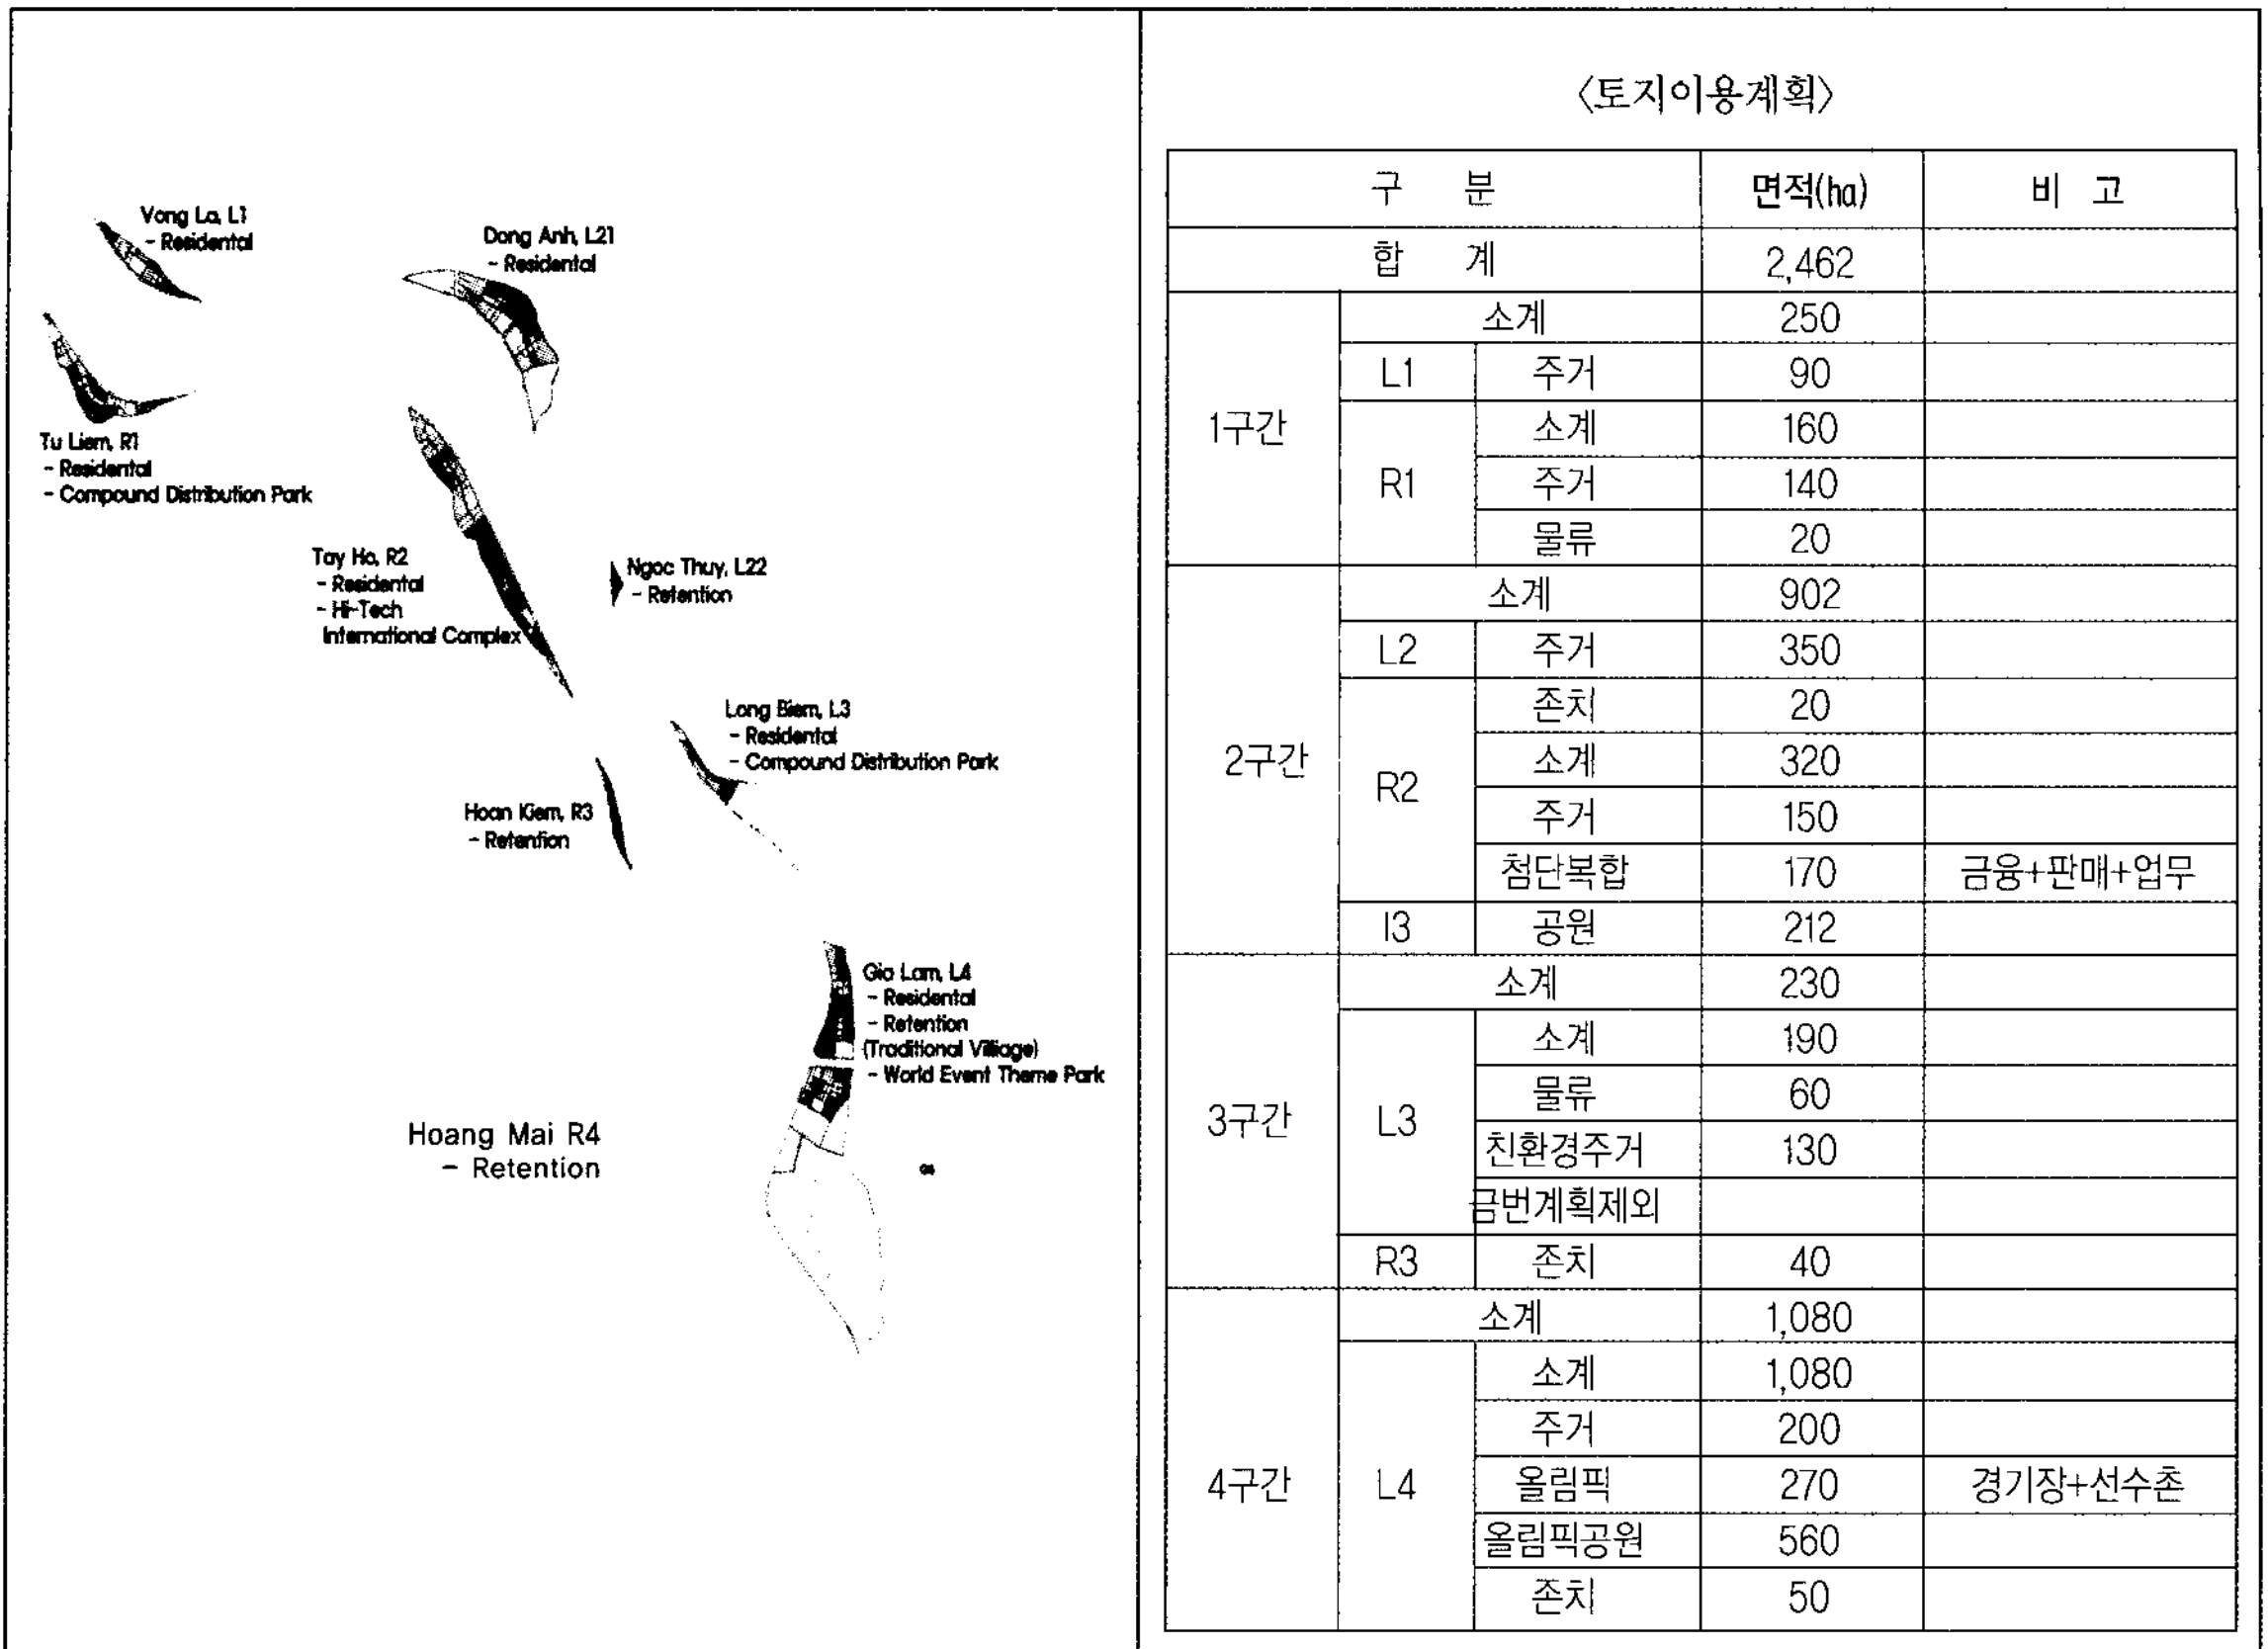 Vong La, L1
- Residental
Dong Anh, L21
- Residental
Tu Liem, R1
- Residental
- Compound Distribution Park
Tay Ho, R2
- Residental
- Hi-Tech
International Complex
Ngoc Thuy, L22
- Retention
Long Biem, L3
- Residental
- Compound Distribution Park
Hoan Kiem, R3
- Retention
Gia Lam, L4
- Residental
- Retention
(Traditional Villiage)
- World Event Theme Park
Hoang Mai R4
- Retention
〈토지이용계획〉
구 분 면적(ha) 비 고
합 계 2,462
1구간 소계 250
L1 주거 90
R1 소계 160
주거 140
물류 20
2구간 소계 902
L2 주거 350
R2 존치 20
소계 320
주거 150
첨단복합 170 금융+판매+업무
I3 공원 212
3구간 소계 230
L3 소계 190
물류 60
친환경주거 130
금번계획제외
R3 존치 40
4구간 소계 1,080
L4 소계 1,080
주거 200
올림픽 270 경기장+선수촌
올림픽공원 560
존치 50